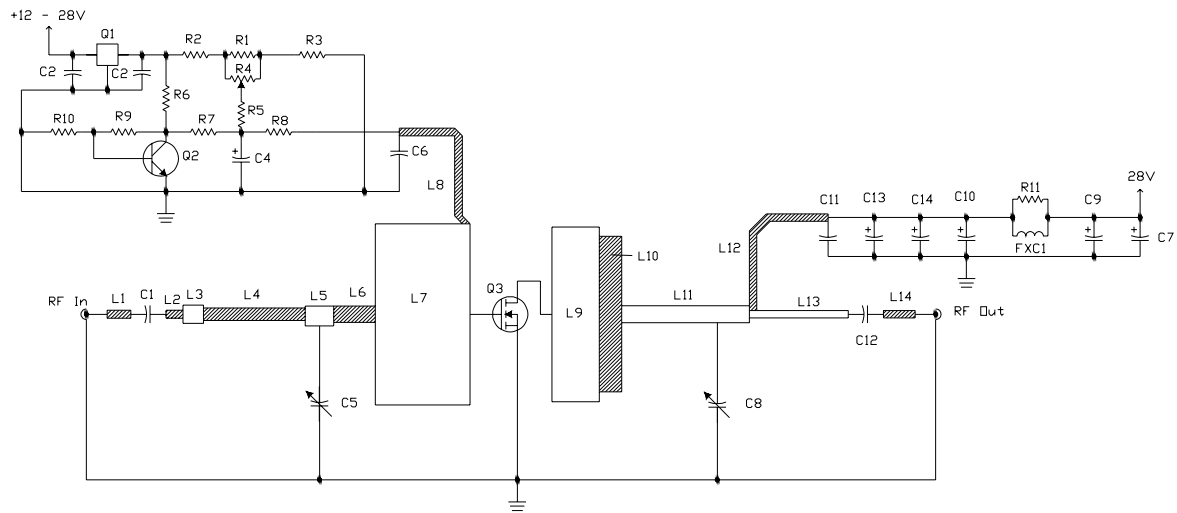 +12 - 28V
Q1
R2 R1 R3
C2 C2 R4
R6
R5
R10 R9 R7 R8
Q2 C4 C6
L8
28V
C11 C13 C14 C10 R11 C9
C7
FXC1
L12
L10
RF In L1 C1 L2 L3 L4 L5 L6 L7 Q3 L9 L11 L13 L14 RF Out
C12
C5 C8
+
+ + + + +